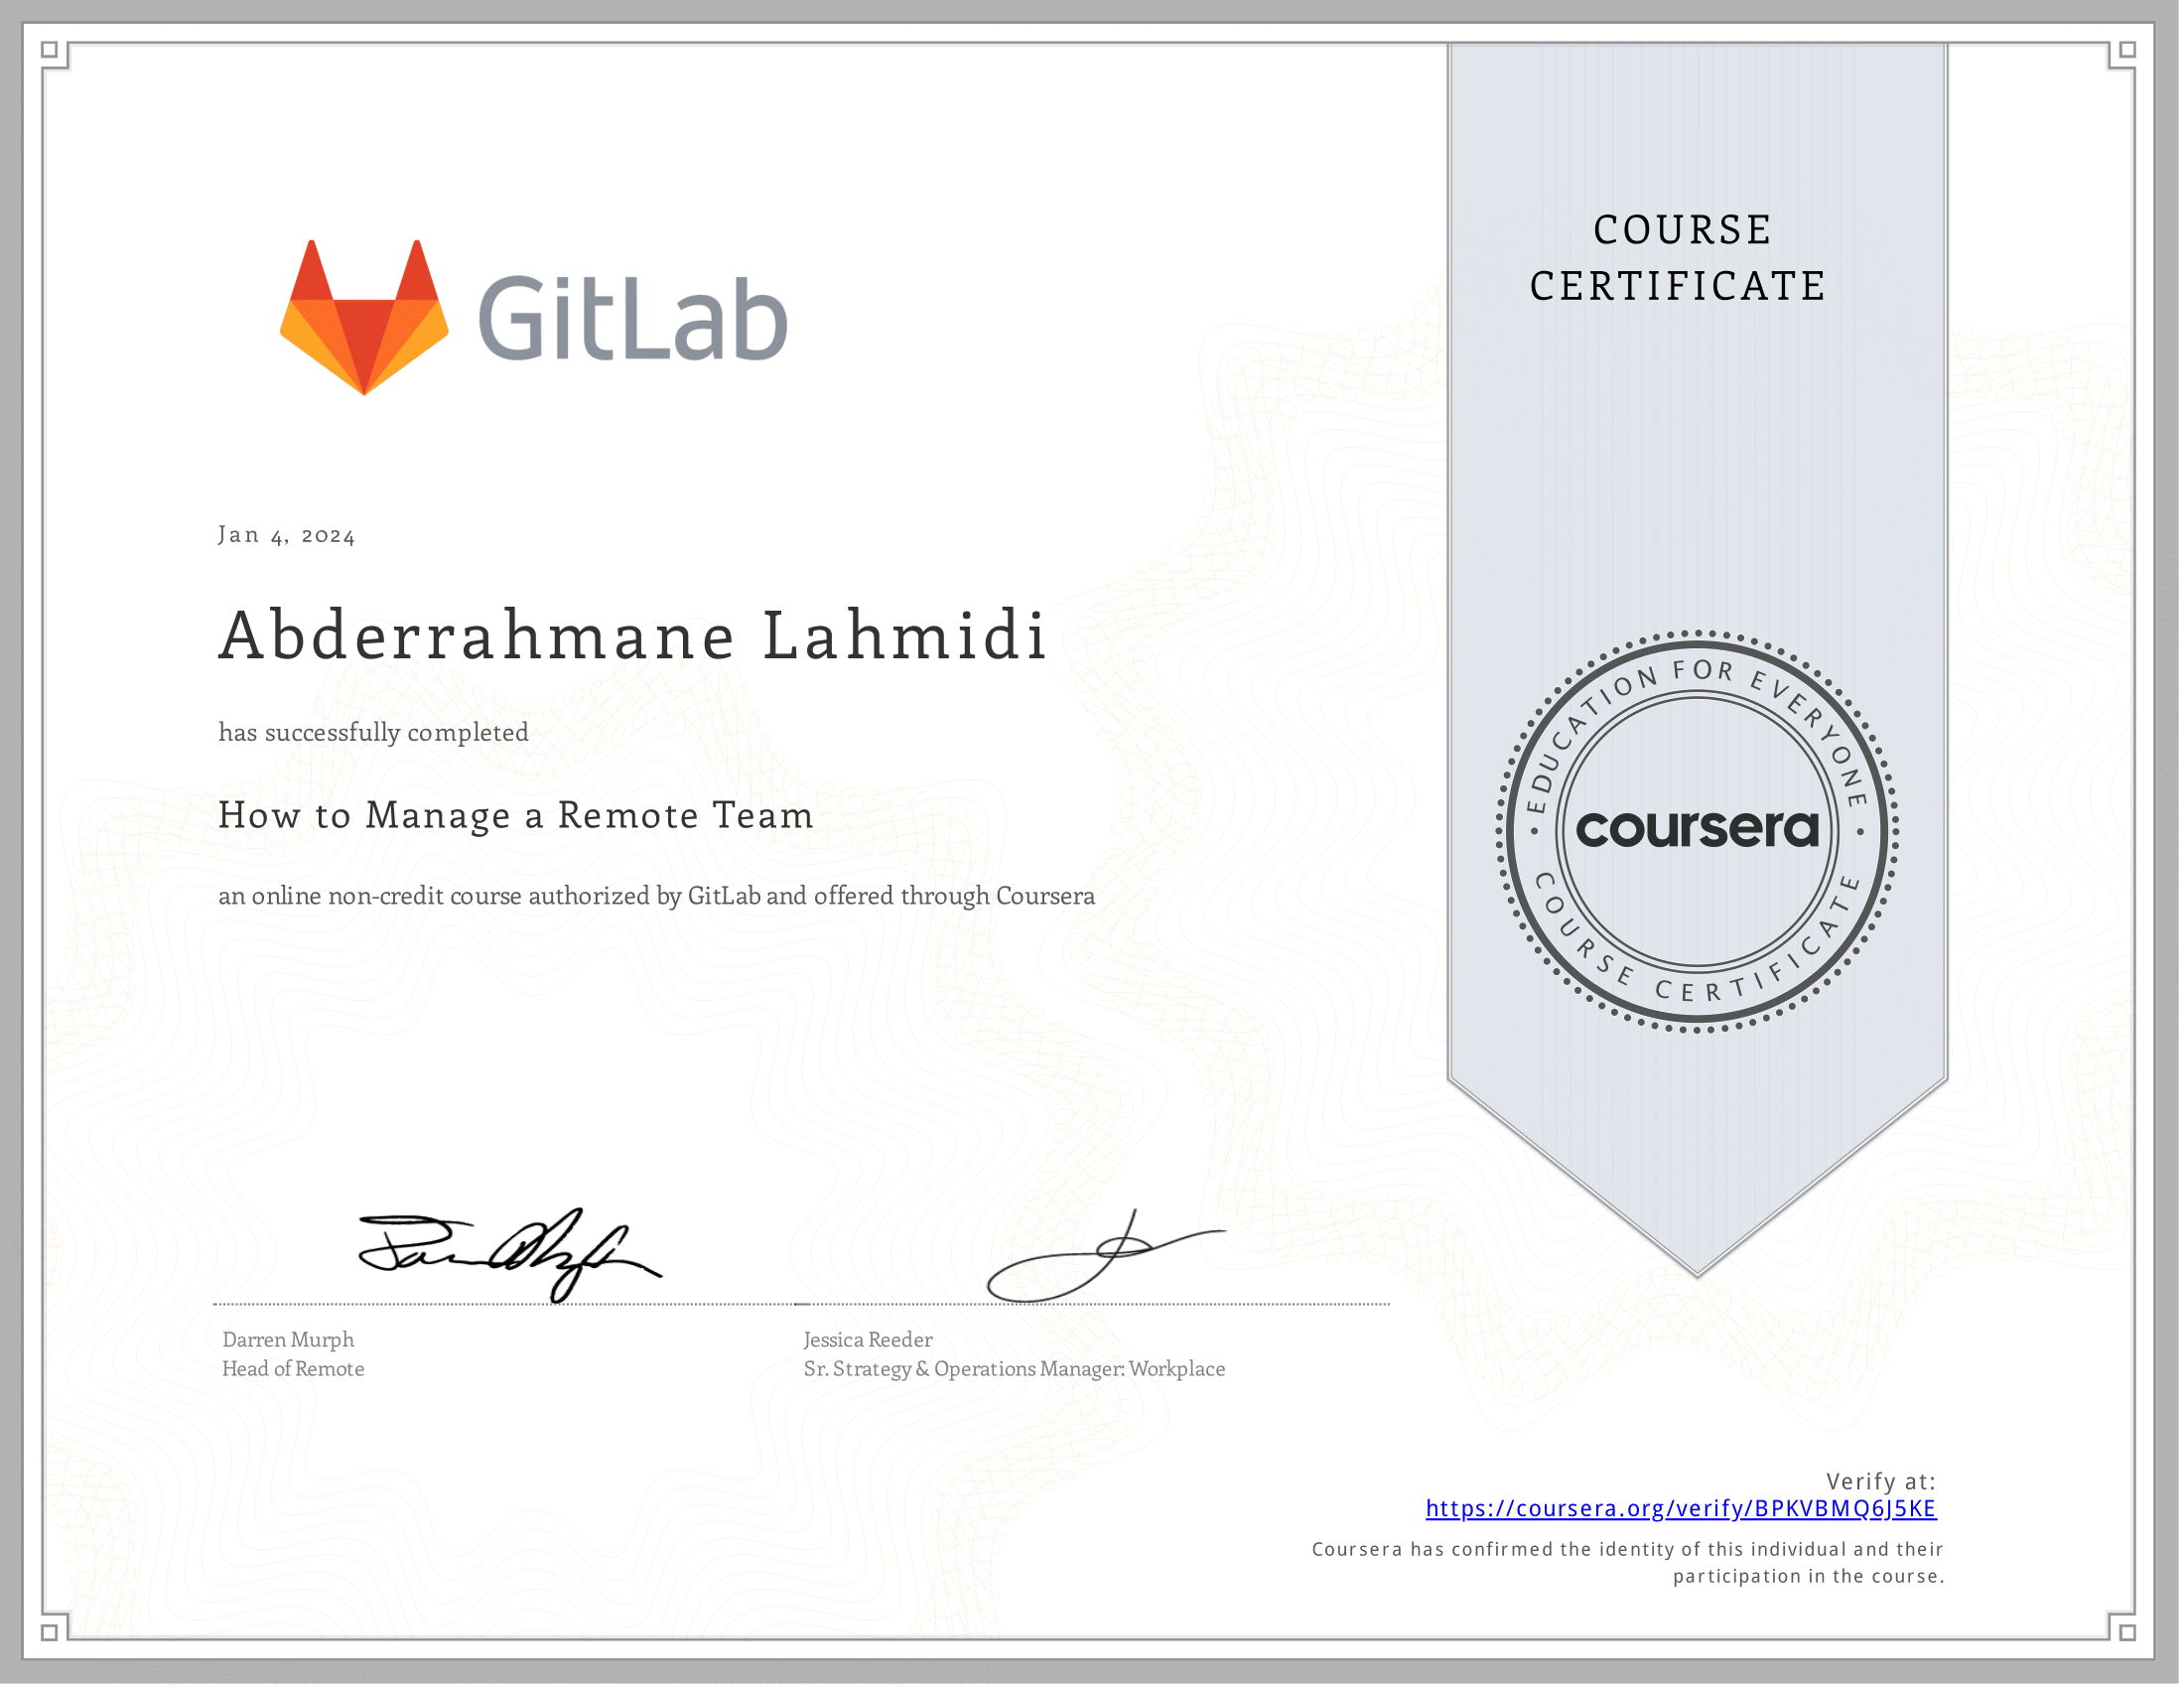 GitLab
COURSE
CERTIFICATE
Jan 4, 2024
Abderrahmane Lahmidi
has successfully completed
How to Manage a Remote Team
an online non-credit course authorized by GitLab and offered through Coursera
EDUCATION FOR EVERYONE
coursera
COURSE CERTIFICATE
Darren Murph
Head of Remote
Jessica Reeder
Sr. Strategy & Operations Manager: Workplace
Verify at:
https://coursera.org/verify/BPKVBMQ6J5KE
Coursera has confirmed the identity of this individual and their
participation in the course.